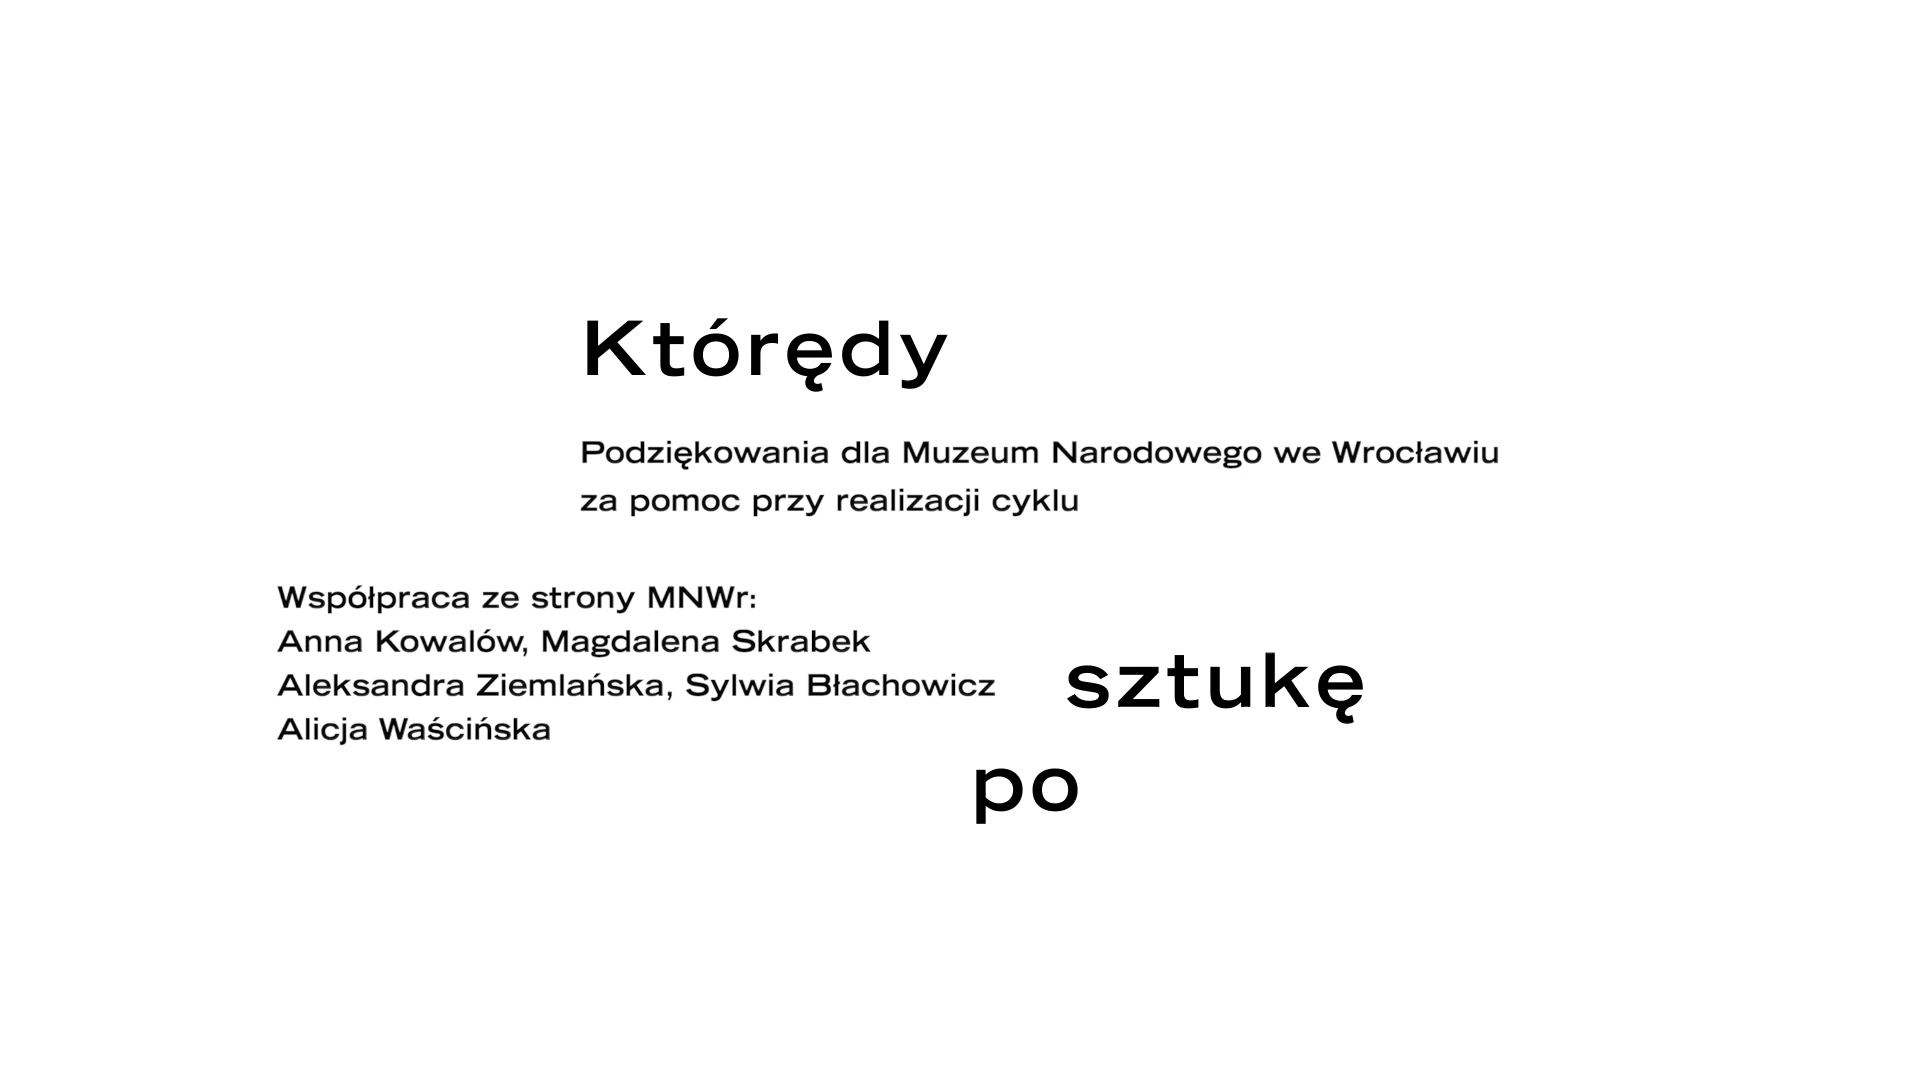 Którędy
Podziękowania dla Muzeum Narodowego we Wrocławiu
za pomoc przy realizacji cyklu
Współpraca ze strony MNWr:
Anna Kowalów, Magdalena Skrabek
Aleksandra Ziemlańska, Sylwia Błachowicz
Alicja Waścińska
sztukę
po